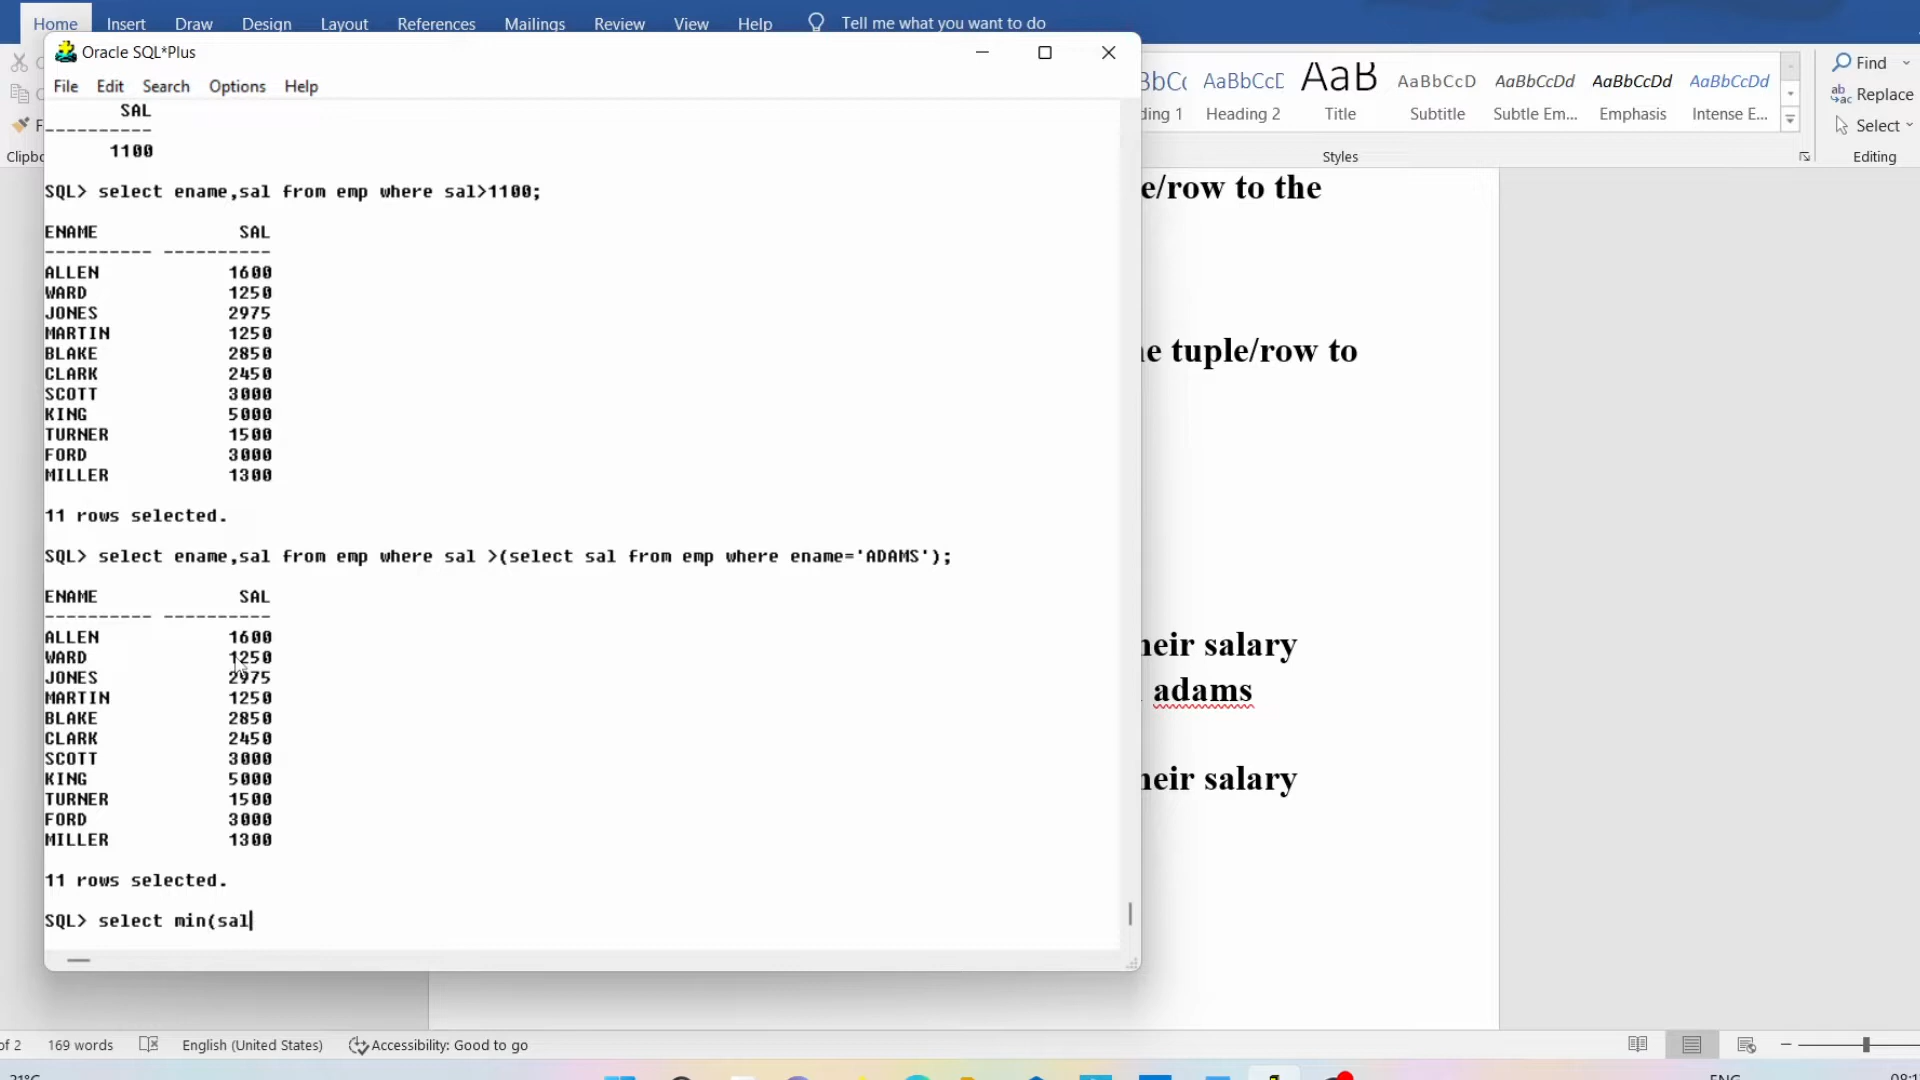 Home Insert Draw Design Layout References Mailings Review View Help Tell me what you want to do
Oracle SQL*Plus
File Edit Search Options Help
AaB AaBbCcD AaBbCcDd AaBbCcDd AaBbCcDd
ding 1 Heading 2 Title Subtitle Subtle Em... Emphasis Intense E...
Styles
Find
Replace
Select
Editing
Clipb
SAL
----------
1100
SQL> select ename,sal from emp where sal>1100;
ENAME SAL
---------- ----------
ALLEN 1600
WARD 1250
JONES 2975
MARTIN 1250
BLAKE 2850
CLARK 2450
SCOTT 3000
KING 5000
TURNER 1500
FORD 3000
MILLER 1300
11 rows selected.
SQL> select ename,sal from emp where sal >(select sal from emp where ename='ADAMS');
ENAME SAL
---------- ----------
ALLEN 1600
WARD 1250
JONES 2975
MARTIN 1250
BLAKE 2850
CLARK 2450
SCOTT 3000
KING 5000
TURNER 1500
FORD 3000
MILLER 1300
11 rows selected.
SQL> select min(sal
e/row to the
tuple/row to
heir salary
adams
heir salary
of 2 169 words English (United States) Accessibility: Good to go